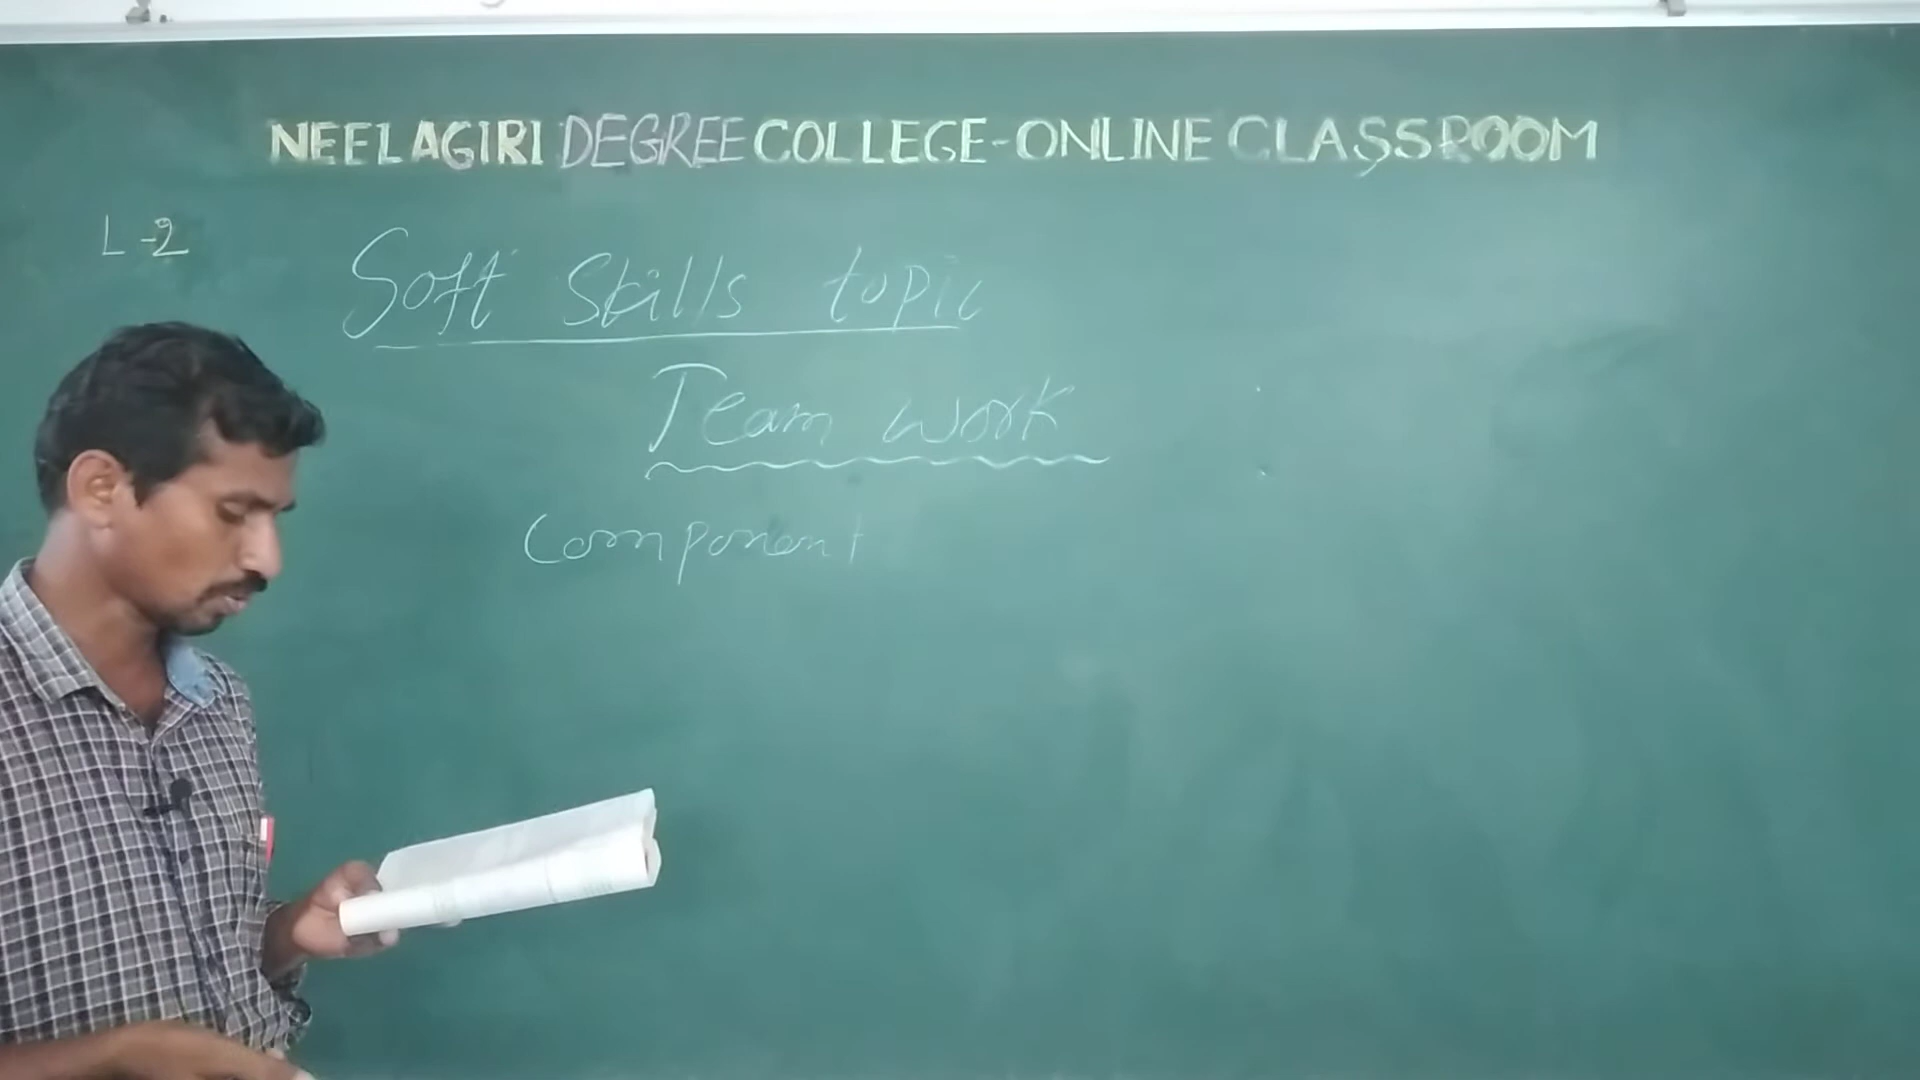 NEELAGIRI DEGREE COLLEGE-ONLINE CLASSROOM
L-2
Soft Skills topic
Team work
Component